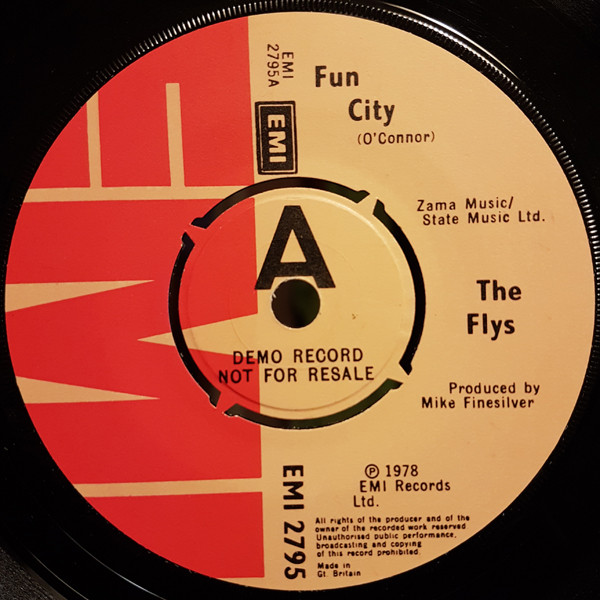 EMI
2795A
Fun
City
(O'Connor)
EMI
Zama Music/
State Music Ltd.
A
The
Flys
DEMO RECORD
NOT FOR RESALE
Produced by
Mike Finesilver
EMI 2795
℗ 1978
EMI Records
Ltd.
All rights of the producer and of the
owner of the recorded work reserved
Unauthorised public performance,
broadcasting and copying
of this record prohibited.
Made in
Gt. Britain
EMI